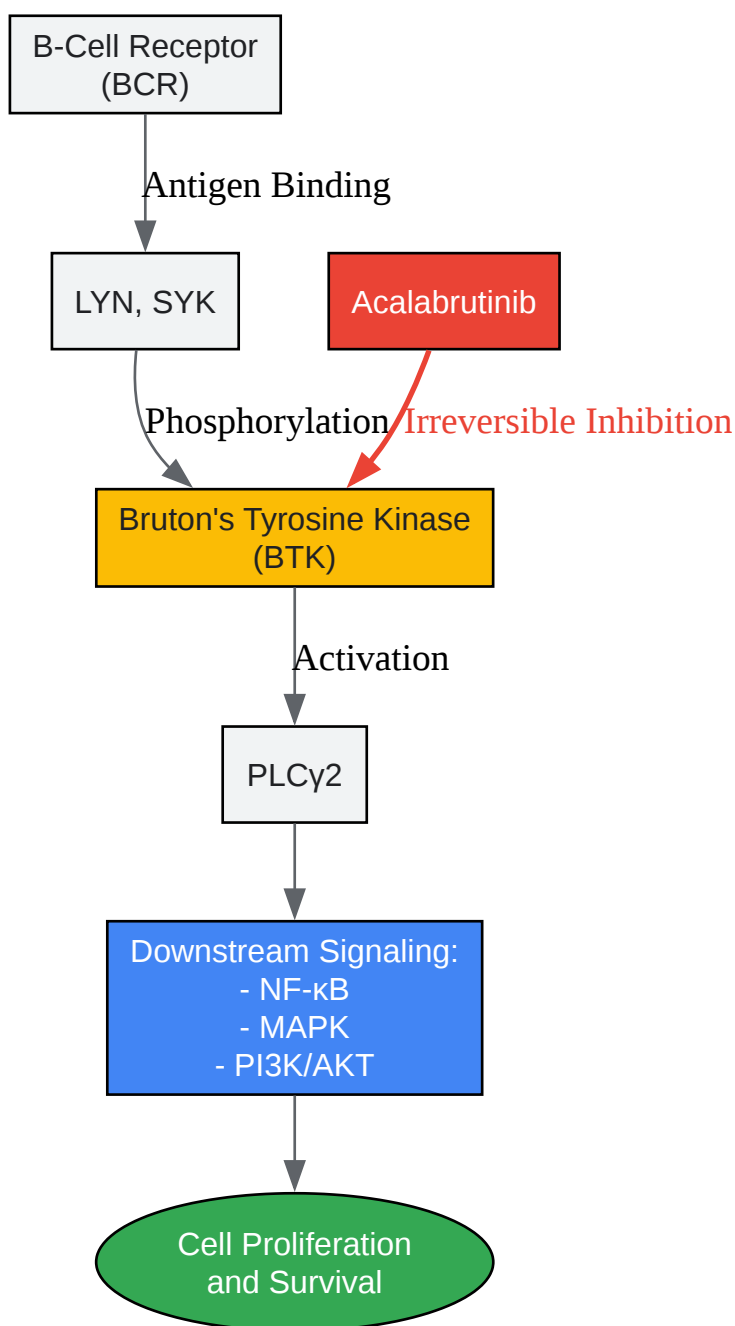 B-Cell Receptor
(BCR)
Antigen Binding
LYN, SYK
Acalabrutinib
Phosphorylation
Irreversible Inhibition
Bruton's Tyrosine Kinase
(BTK)
Activation
PLCγ2
Downstream Signaling:
- NF-κB
- MAPK
- PI3K/AKT
Cell Proliferation
and Survival